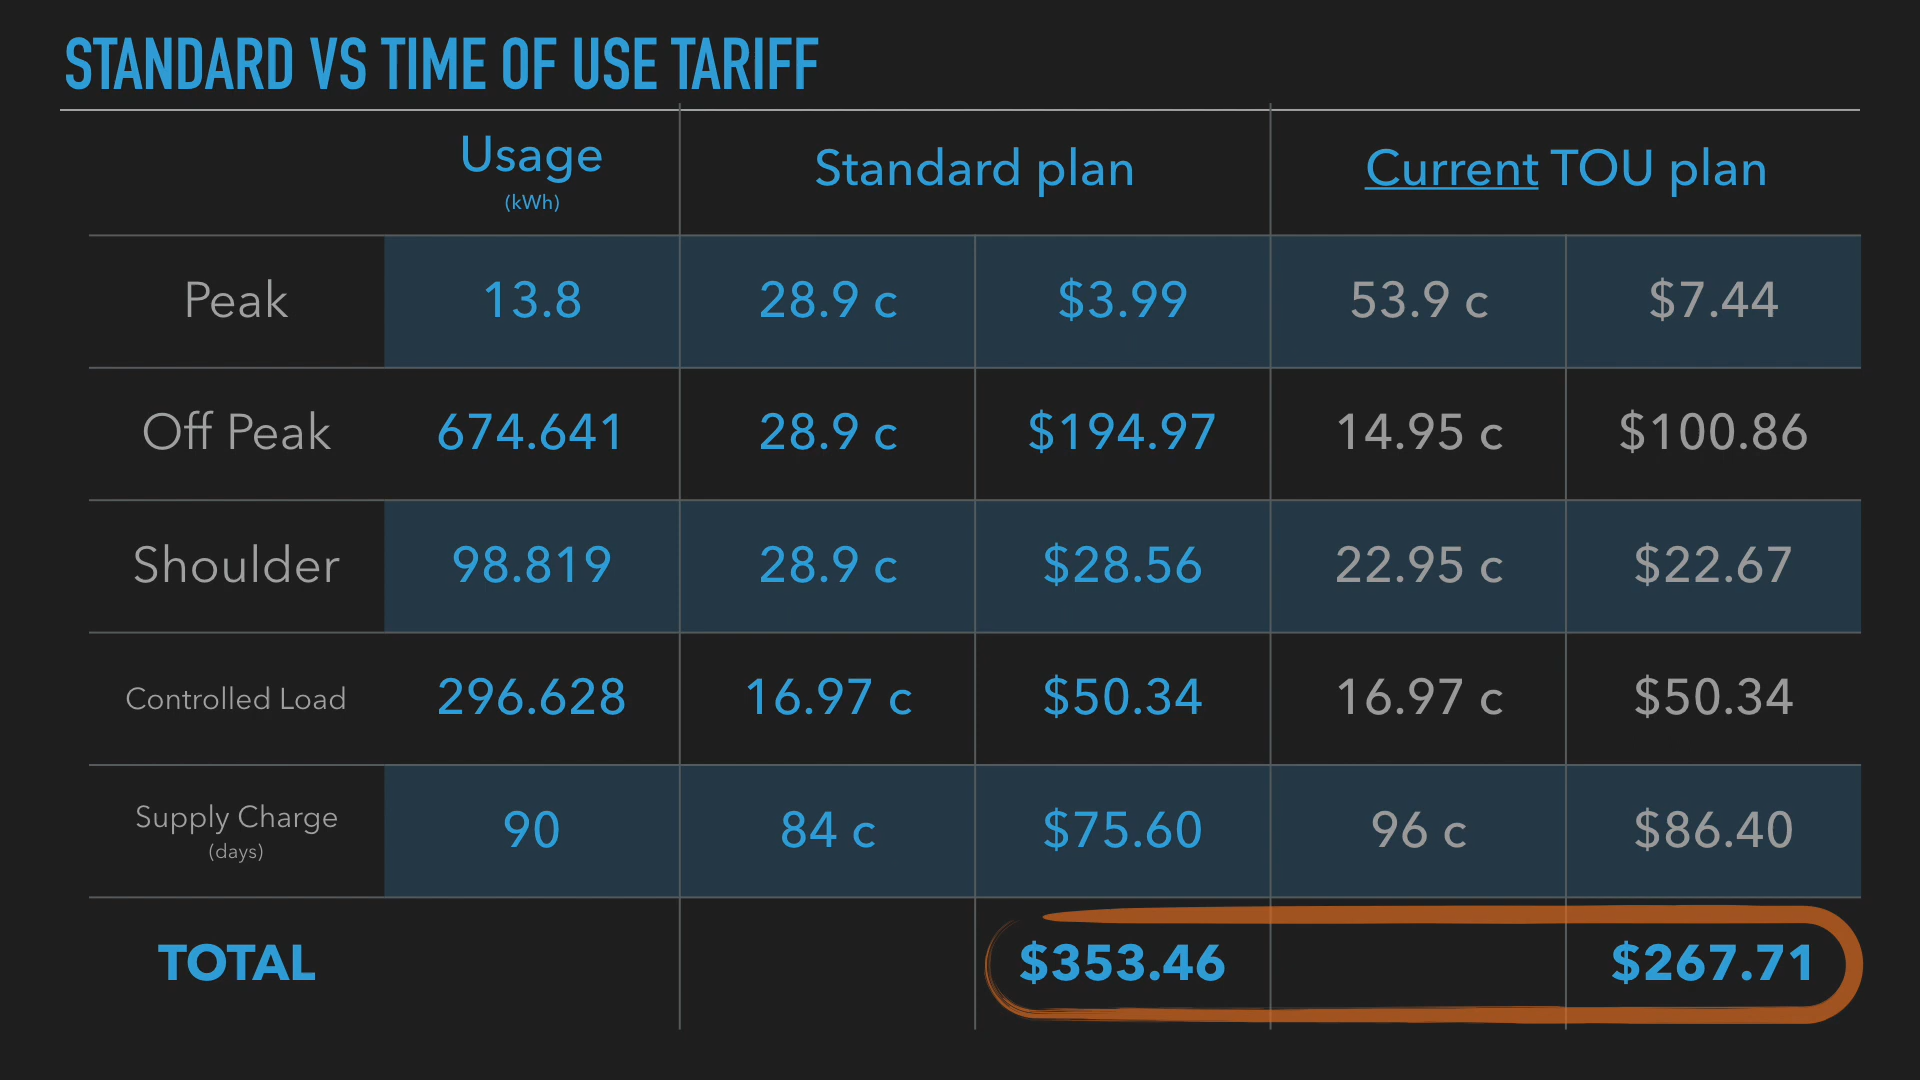 STANDARD VS TIME OF USE TARIFF
Usage Standard plan Current TOU plan
(kWh)
Peak 13.8 28.9 c $3.99 53.9 c $7.44
Off Peak 674.641 28.9 c $194.97 14.95 c $100.86
Shoulder 98.819 28.9 c $28.56 22.95 c $22.67
Controlled Load 296.628 16.97 c $50.34 16.97 c $50.34
Supply Charge 90 84 c $75.60 96 c $86.40
(days)
TOTAL $353.46 $267.71